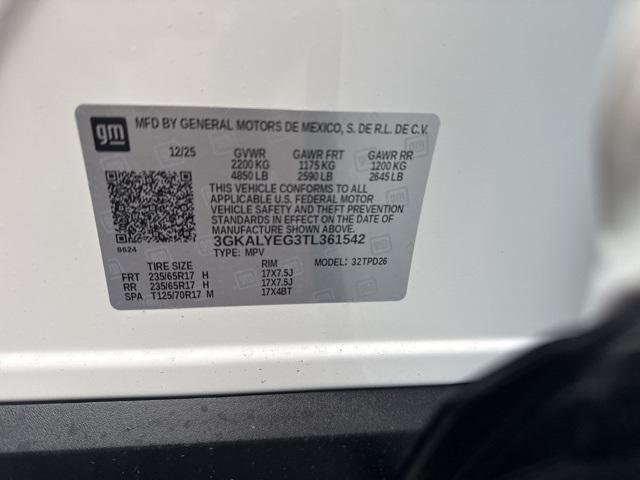 gm MFD BY GENERAL MOTORS DE MEXICO, S. DE R.L. DE C.V.
12/25 GVWR GAWR FRT GAWR RR
2200 KG 1175 KG 1200 KG
4850 LB 2590 LB 2645 LB
THIS VEHICLE CONFORMS TO ALL
APPLICABLE U.S. FEDERAL MOTOR
VEHICLE SAFETY AND THEFT PREVENTION
STANDARDS IN EFFECT ON THE DATE
OF MANUFACTURE SHOWN ABOVE.
8624 3GKALYEG3TL361542
TYPE: MPV
TIRE SIZE RIM MODEL: 32TPD26
FRT 235/65R17 H 17X7.5J
RR 235/65R17 H 17X7.5J
SPA T125/70R17 M 17X4BT